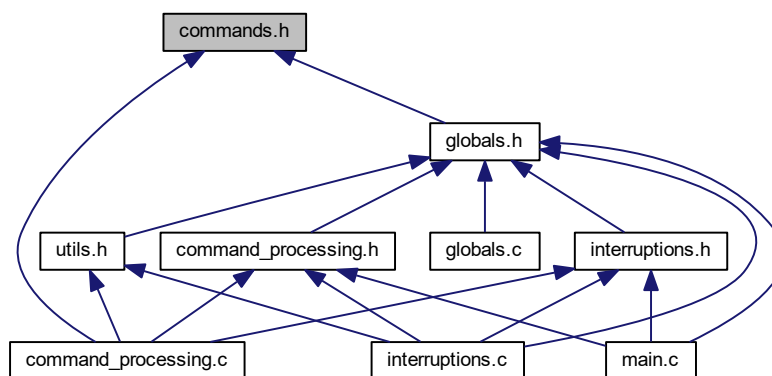 commands.h
globals.h
utils.h
command_processing.h
globals.c
interruptions.h
command_processing.c
interruptions.c
main.c